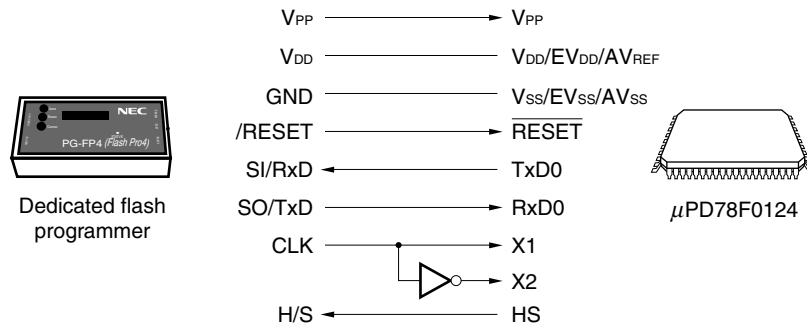 VPP VPP
VDD VDD/EVDD/AVREF
GND VSS/EVSS/AVSS
/RESET RESET
SI/RxD TxD0
SO/TxD RxD0
CLK X1
X2
H/S HS
NEC
PG-FP4 (Flash Pro4)
Dedicated flash
programmer
μPD78F0124